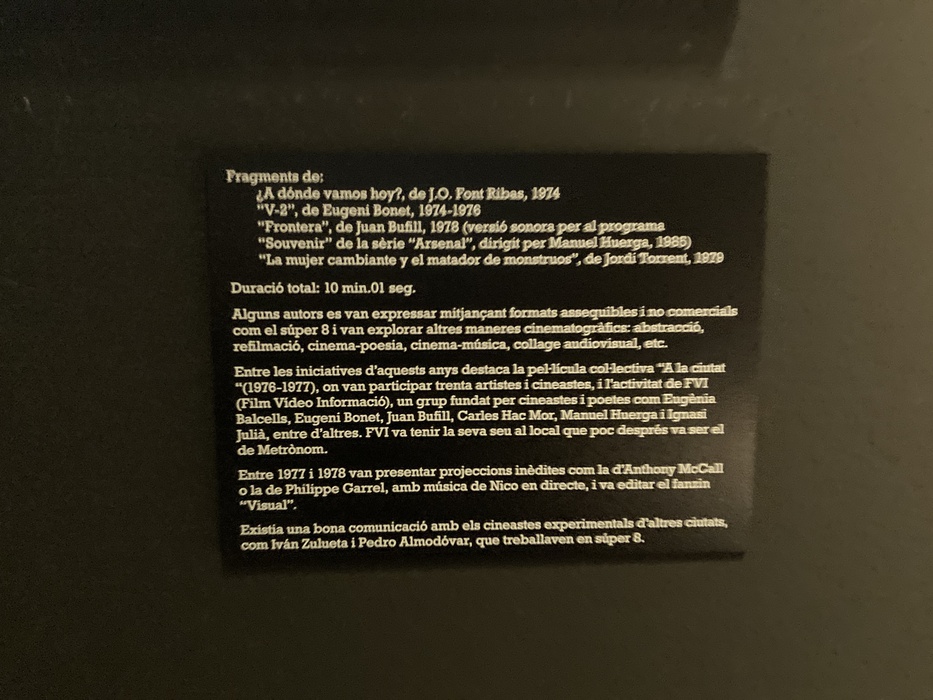 Fragments de:
¿A dónde vamos hoy?, de J.O. Font Ribas, 1974
"V-2", de Eugeni Bonet, 1974-1976
"Frontera", de Juan Bufill, 1978 (versió sonora per al programa
"Souvenir" de la sèrie "Arsenal", dirigit per Manuel Huerga, 1985)
"La mujer cambiante y el matador de monstruos", de Jordi Torrent, 1979
Duració total: 10 min.01 seg.
Alguns autors es van expressar mitjançant formats assequibles i no comercials
com el súper 8 i van explorar altres maneres cinematogràfics: abstracció,
refilmació, cinema-poesia, cinema-música, collage audiovisual, etc.
Entre les iniciatives d'aquests anys destaca la pel·lícula col·lectiva "A la ciutat
"(1976-1977), on van participar trenta artistes i cineastes, i l'activitat de FVI
(Film Vídeo Informació), un grup fundat per cineastes i poetes com Eugènia
Balcells, Eugeni Bonet, Juan Bufill, Carles Hac Mor, Manuel Huerga i Ignasi
Julià, entre d'altres. FVI va tenir la seva seu al local que poc després va ser el
de Metrònom.
Entre 1977 i 1978 van presentar projeccions inèdites com la d'Anthony McCall
o la de Philippe Garrel, amb música de Nico en directe, i va editar el fanzin
"Visual".
Existia una bona comunicació amb els cineastes experimentals d'altres ciutats,
com Iván Zulueta i Pedro Almodóvar, que treballaven en súper 8.